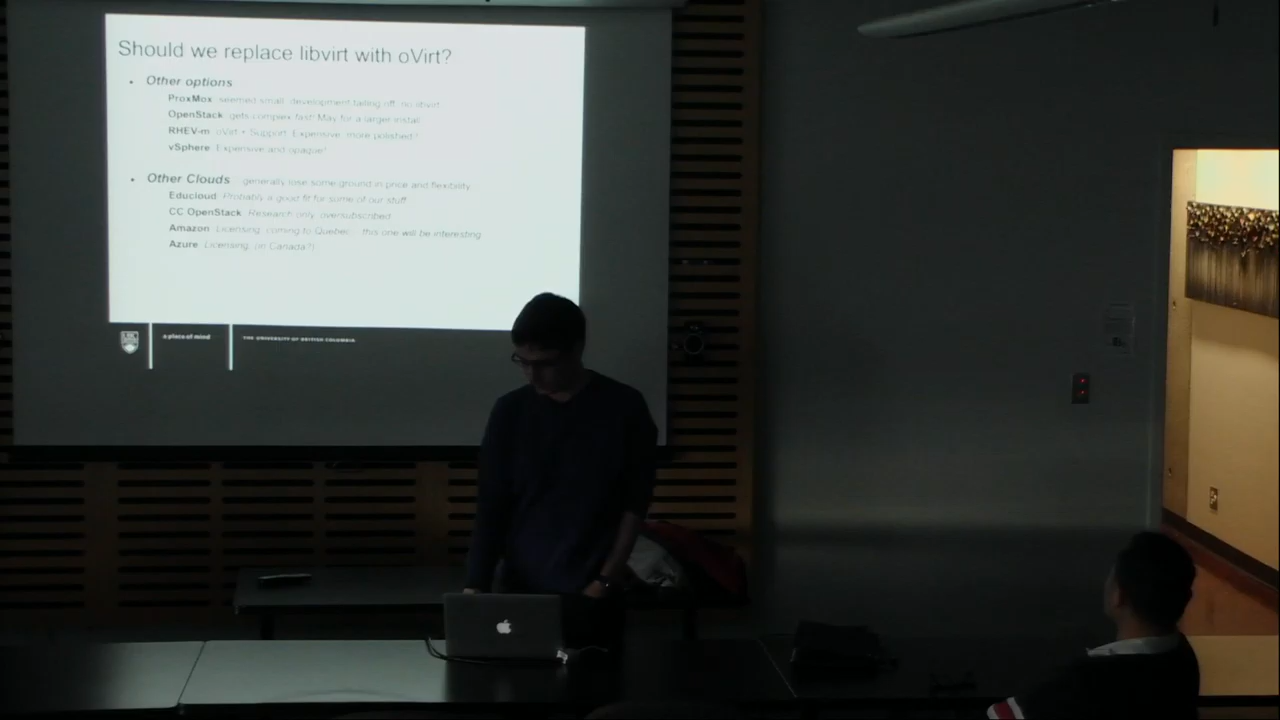 Should we replace libvirt with oVirt?
• Other options
ProxMox seemed small, development tailing off, no libvirt
OpenStack gets complex fast! May for a larger install
RHEV-m oVirt + Support. Expensive, more polished?
vSphere Expensive and opaque?
• Other Clouds generally lose some ground in price and flexibility
Educloud Probably a good fit for some of our stuff
CC OpenStack Research only, oversubscribed
Amazon Licensing, coming to Quebec - this one will be interesting
Azure Licensing, (in Canada?)
a place of mind
THE UNIVERSITY OF BRITISH COLUMBIA